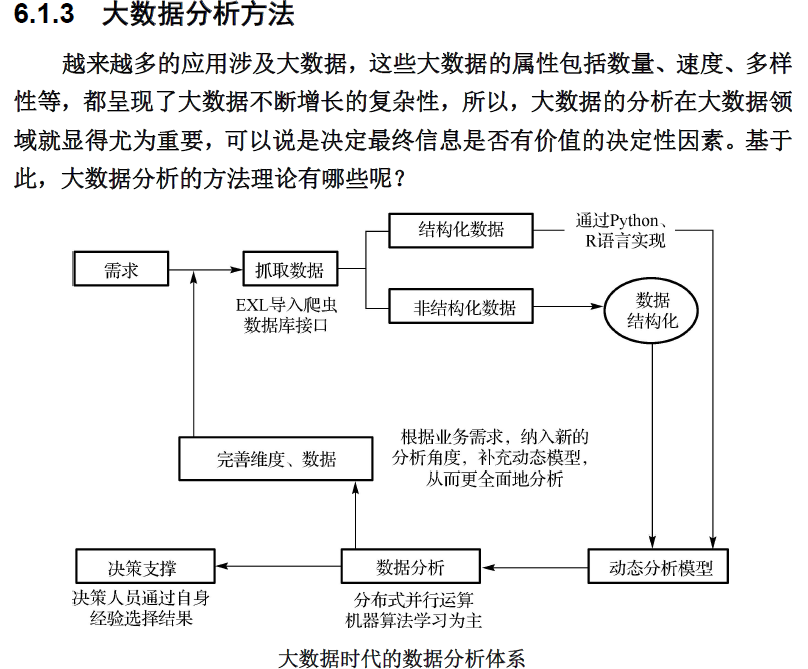 6.1.3 大数据分析方法
越来越多的应用涉及大数据，这些大数据的属性包括数量、速度、多样
性等，都呈现了大数据不断增长的复杂性，所以，大数据的分析在大数据领
域就显得尤为重要，可以说是决定最终信息是否有价值的决定性因素。基于
此，大数据分析的方法理论有哪些呢？
需求
抓取数据
EXL导入爬虫
数据库接口
结构化数据
通过Python、
R语言实现
非结构化数据
数据
结构化
完善维度、数据
根据业务需求，纳入新的
分析角度，补充动态模型，
从而更全面地分析
决策支撑
决策人员通过自身
经验选择结果
数据分析
分布式并行运算
机器算法学习为主
动态分析模型
大数据时代的数据分析体系